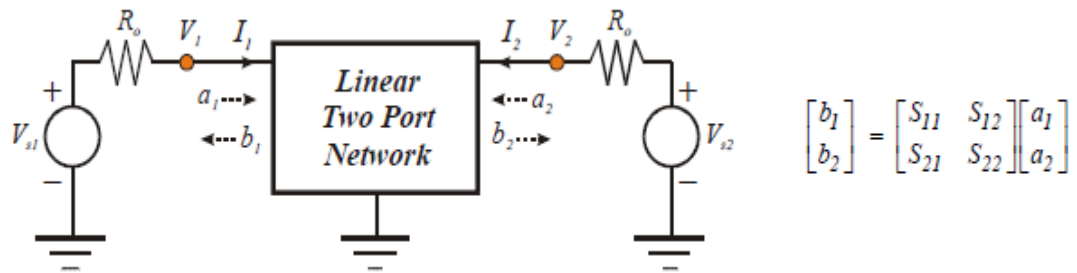 Rₒ V₁ I₁ I₂ V₂ Rₒ
+ Linear +
a₁ a₂
Vₛ₁ Two Port Vₛ₂
b₁ b₂
− Network −
[b₁ b₂] = [S₁₁ S₁₂ S₂₁ S₂₂] [a₁ a₂]